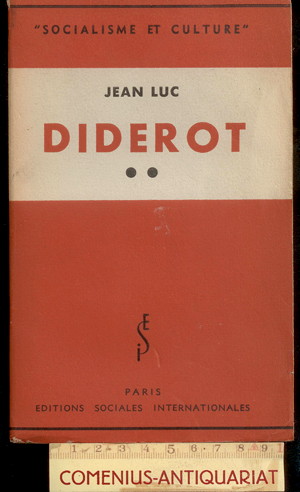 "SOCIALISME ET CULTURE"
JEAN LUC
DIDEROT
● ●
E
S
i
PARIS
EDITIONS SOCIALES INTERNATIONALES
1 2 3 4 5 6 7 8 9
COMENIUS-ANTIQUARIAT